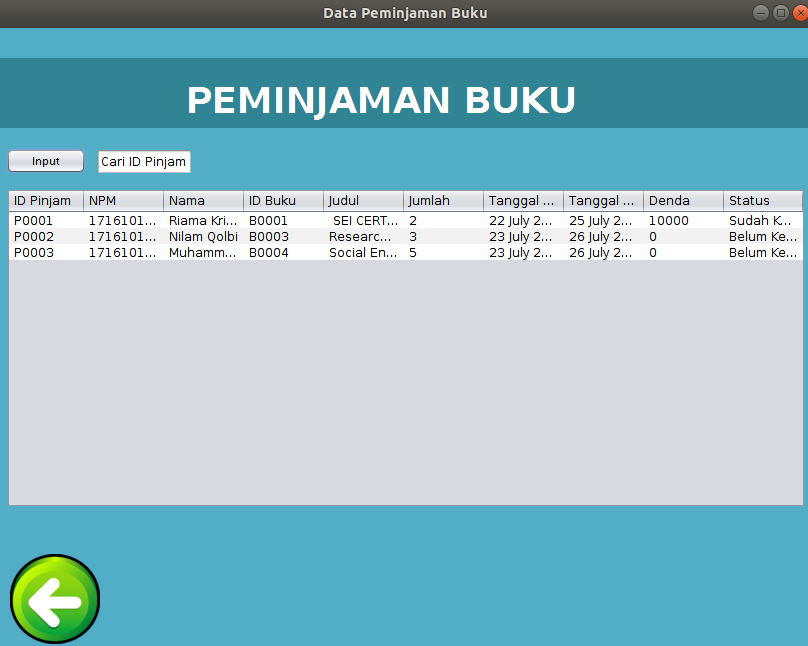 Data Peminjaman Buku
PEMINJAMAN BUKU
Input Cari ID Pinjam
ID Pinjam NPM Nama ID Buku Judul Jumlah Tanggal ... Tanggal ... Denda Status
P0001 1716101... Riama Kri... B0001 SEI CERT... 2 22 July 2... 25 July 2... 10000 Sudah K...
P0002 1716101... Nilam Qolbi B0003 Researc... 3 23 July 2... 26 July 2... 0 Belum Ke...
P0003 1716101... Muhamm... B0004 Social En... 5 23 July 2... 26 July 2... 0 Belum Ke...